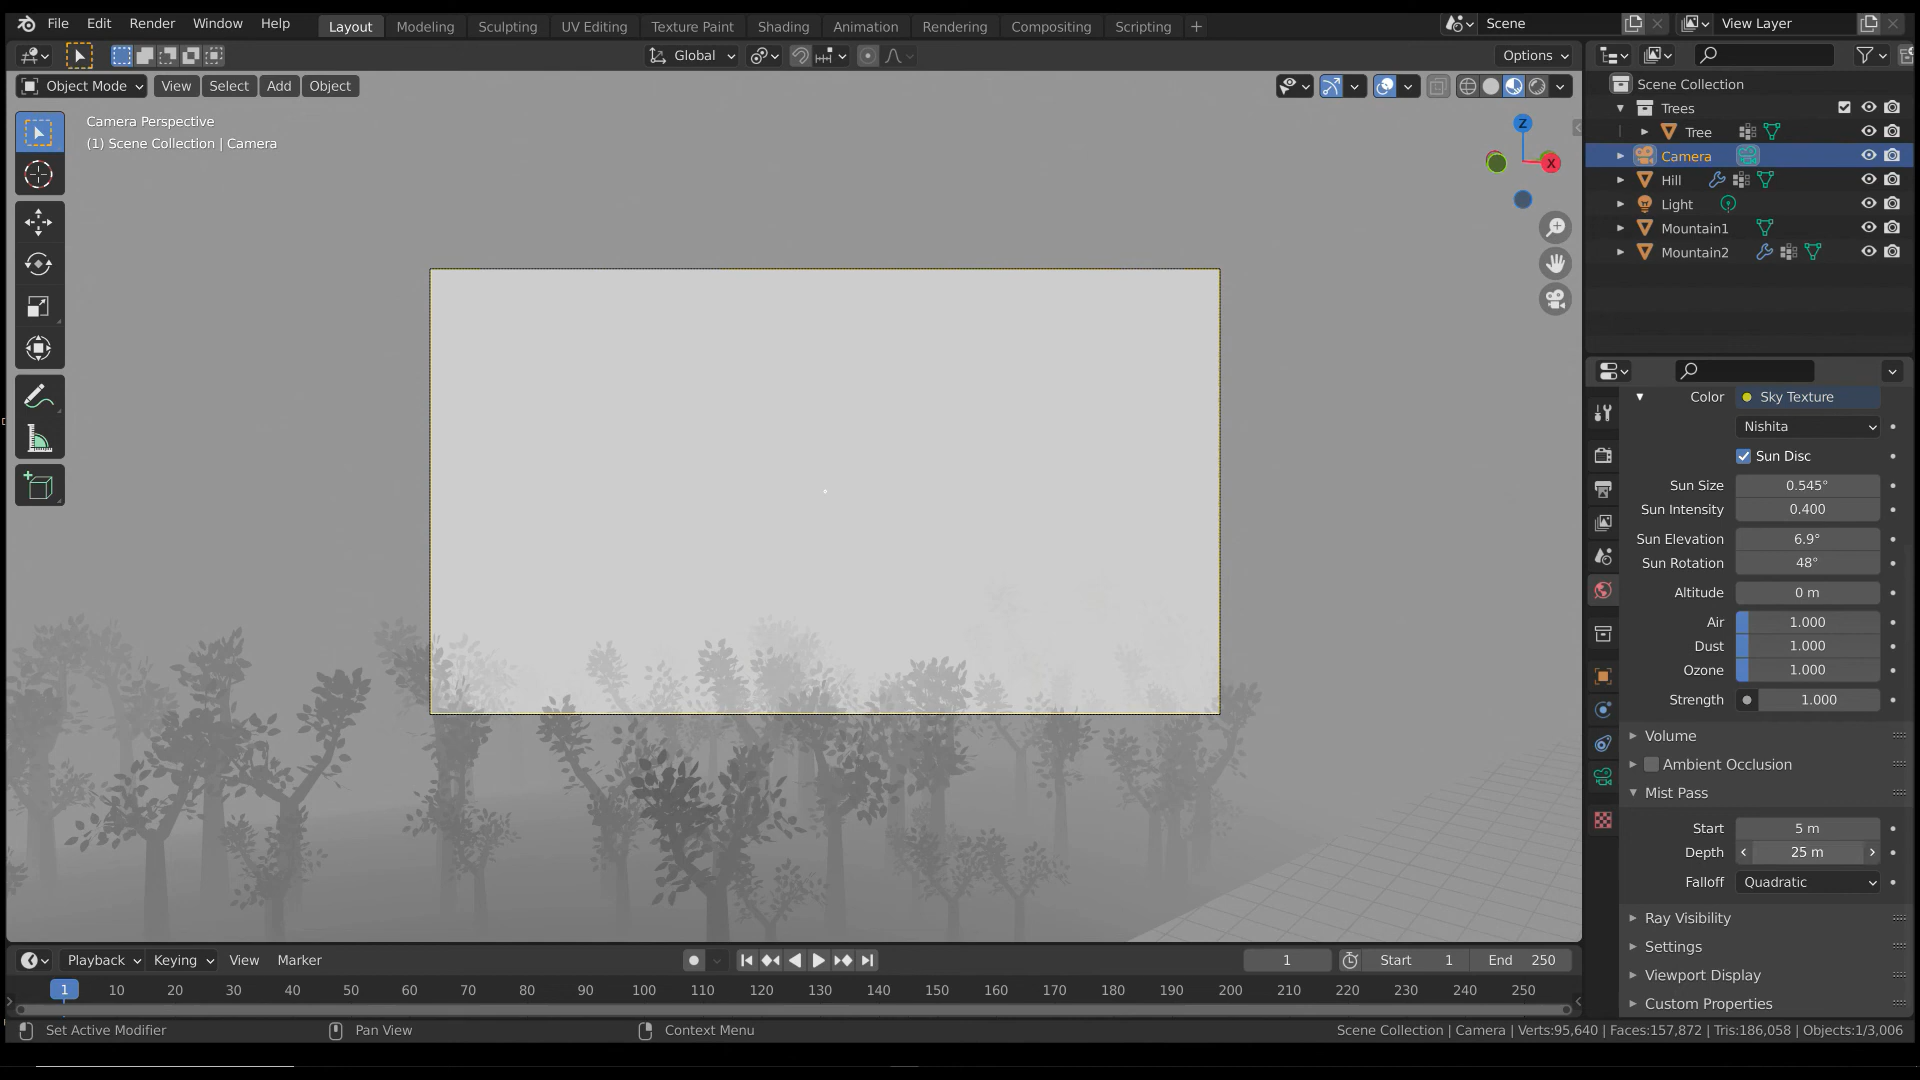 File Edit Render Window Help Layout Modeling Sculpting UV Editing Texture Paint Shading Animation Rendering Compositing Scripting + Scene View Layer
Global Options
Object Mode View Select Add Object
Camera Perspective
(1) Scene Collection | Camera
Z
X
Scene Collection
Trees
Tree
Camera
Hill
Light
Mountain1
Mountain2
Color Sky Texture
Nishita
Sun Disc
Sun Size 0.545°
Sun Intensity 0.400
Sun Elevation 6.9°
Sun Rotation 48°
Altitude 0 m
Air 1.000
Dust 1.000
Ozone 1.000
Strength 1.000
Volume
Ambient Occlusion
Mist Pass
Start 5 m
Depth 25 m
Falloff Quadratic
Ray Visibility
Settings
Viewport Display
Custom Properties
Playback Keying View Marker 1 Start 1 End 250
1 10 20 30 40 50 60 70 80 90 100 110 120 130 140 150 160 170 180 190 200 210 220 230 240 250
Set Active Modifier Pan View Context Menu Scene Collection | Camera | Verts:95,640 | Faces:157,872 | Tris:186,058 | Objects:1/3,006